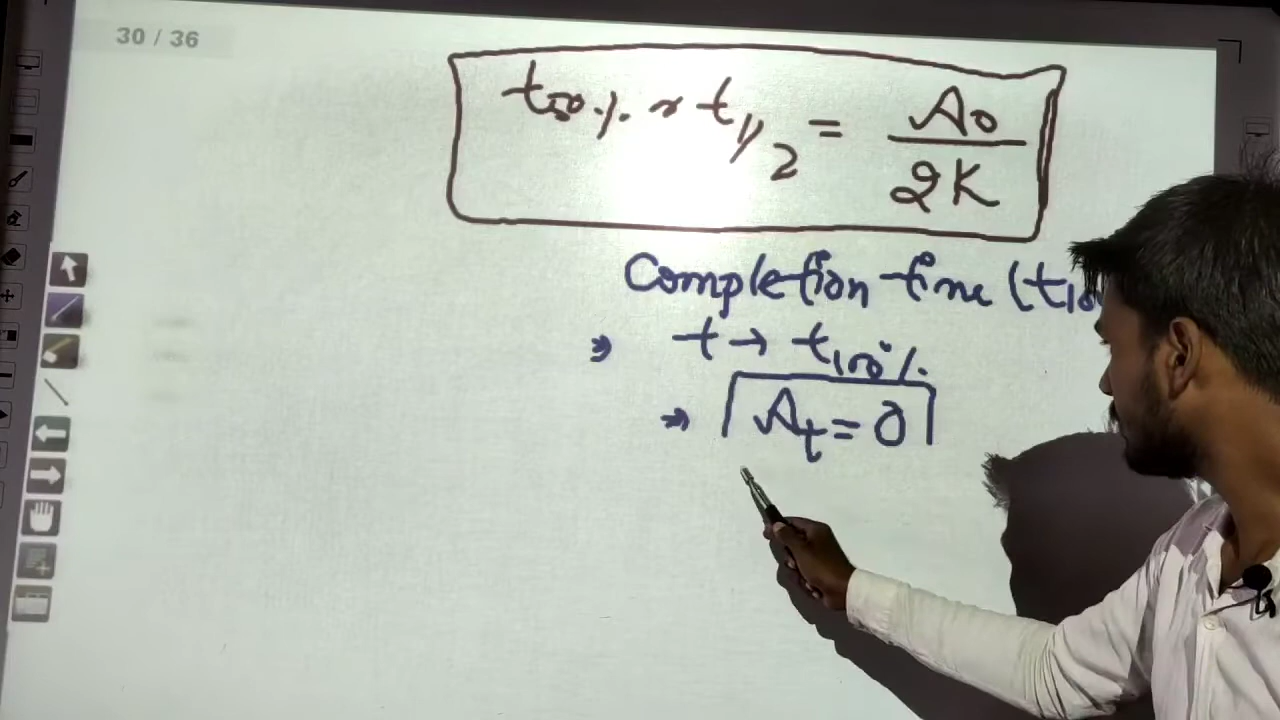 30 / 36
t50% or t1/2 = A0/2K
Completion time (t100
⇒ t → t100%
⇒ At = 0